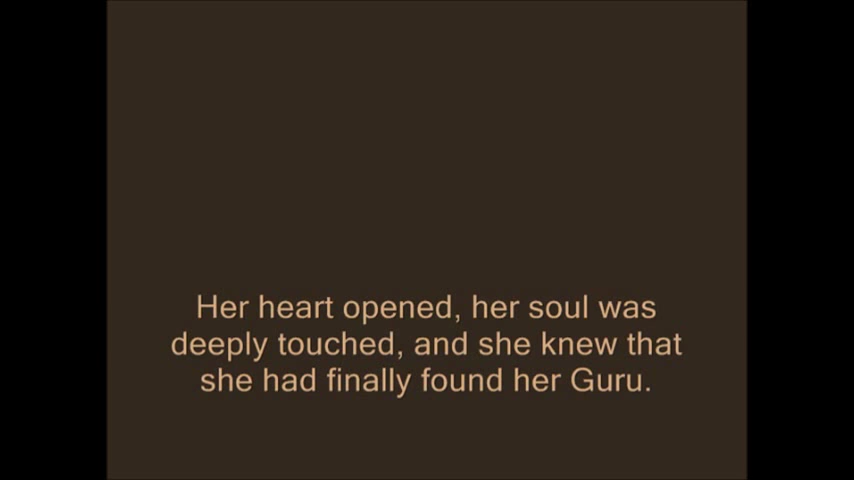 Her heart opened, her soul was
deeply touched, and she knew that
she had finally found her Guru.